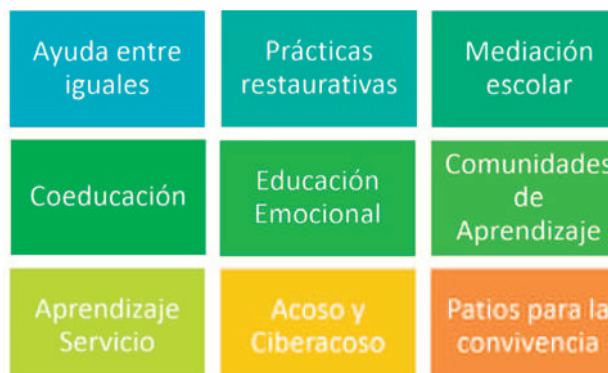 Ayuda entre
iguales
Prácticas
restaurativas
Mediación
escolar
Coeducación
Educación
Emocional
Comunidades
de
Aprendizaje
Aprendizaje
Servicio
Acoso y
Ciberacoso
Patios para la
convivencia